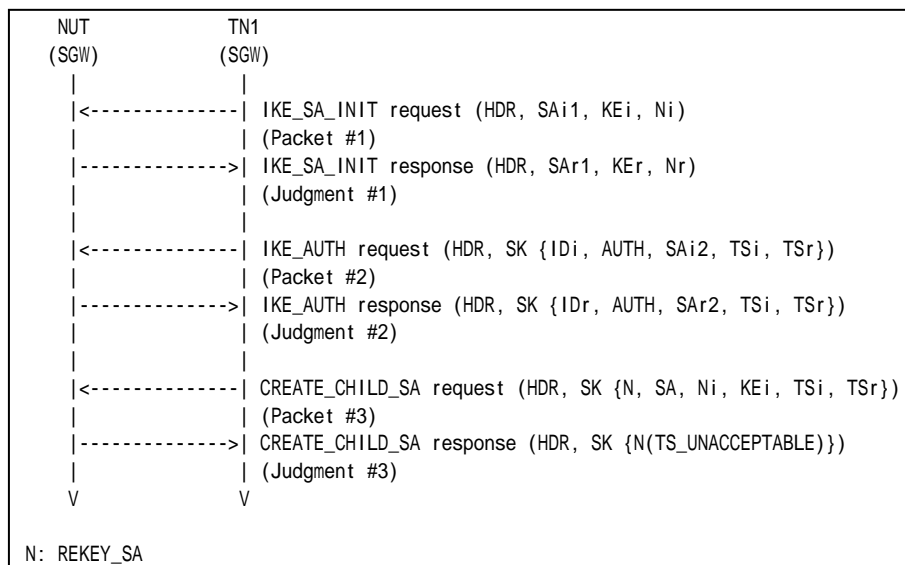 NUT TN1
(SGW) (SGW)
| |
|<--------------| IKE_SA_INIT request (HDR, SAi1, KEi, Ni)
| | (Packet #1)
|-------------->| IKE_SA_INIT response (HDR, SAr1, KEr, Nr)
| | (Judgment #1)
| |
|<--------------| IKE_AUTH request (HDR, SK {IDi, AUTH, SAi2, TSi, TSr})
| | (Packet #2)
|-------------->| IKE_AUTH response (HDR, SK {IDr, AUTH, SAr2, TSi, TSr})
| | (Judgment #2)
| |
|<--------------| CREATE_CHILD_SA request (HDR, SK {N, SA, Ni, KEi, TSi, TSr})
| | (Packet #3)
|-------------->| CREATE_CHILD_SA response (HDR, SK {N(TS_UNACCEPTABLE)})
| | (Judgment #3)
V V
N: REKEY_SA